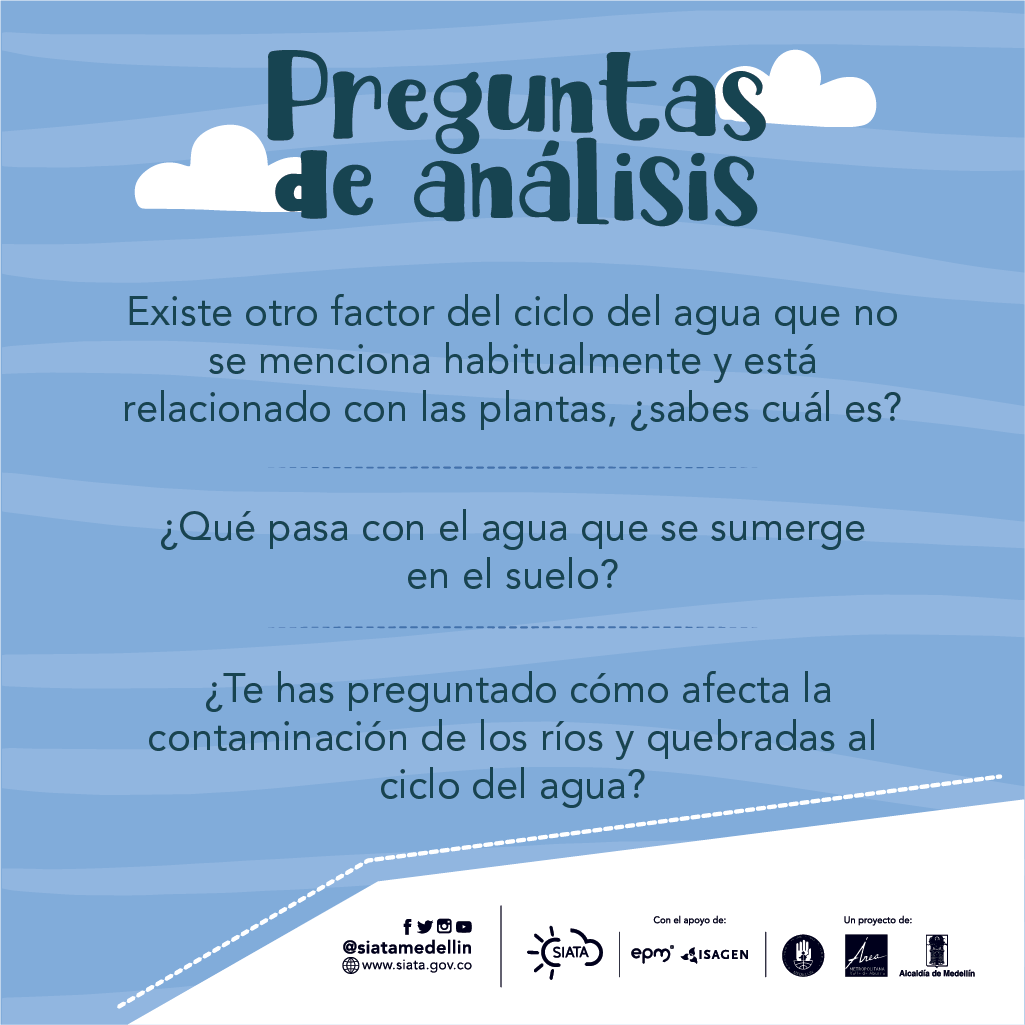 Preguntas
de análisis
Existe otro factor del ciclo del agua que no
se menciona habitualmente y está
relacionado con las plantas, ¿sabes cuál es?
¿Qué pasa con el agua que se sumerge
en el suelo?
¿Te has preguntado cómo afecta la
contaminación de los ríos y quebradas al
ciclo del agua?
@siatamedellin
www.siata.gov.co
SIATA
Con el apoyo de:
epm
ISAGEN
Un proyecto de:
Área
METROPOLITANA
Alcaldía de Medellín